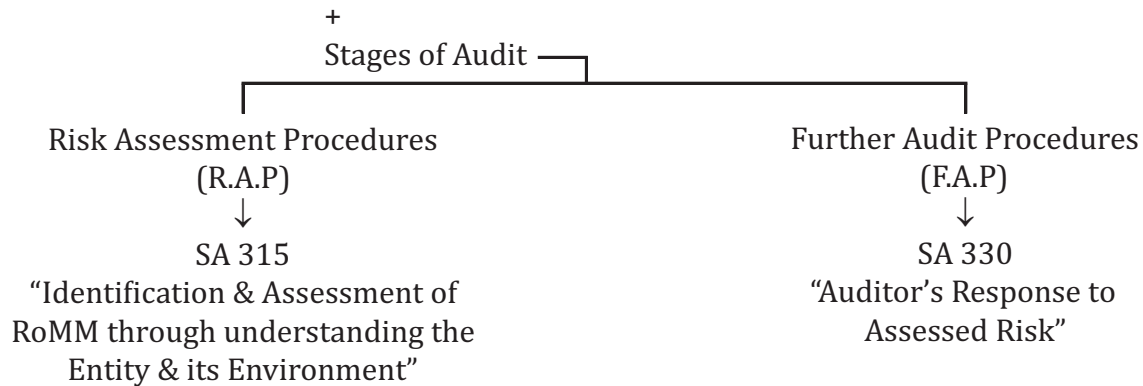 +
Stages of Audit
Risk Assessment Procedures
(R.A.P)
↓
SA 315
“Identification & Assessment of
RoMM through understanding the
Entity & its Environment”
Further Audit Procedures
(F.A.P)
↓
SA 330
“Auditor’s Response to
Assessed Risk”